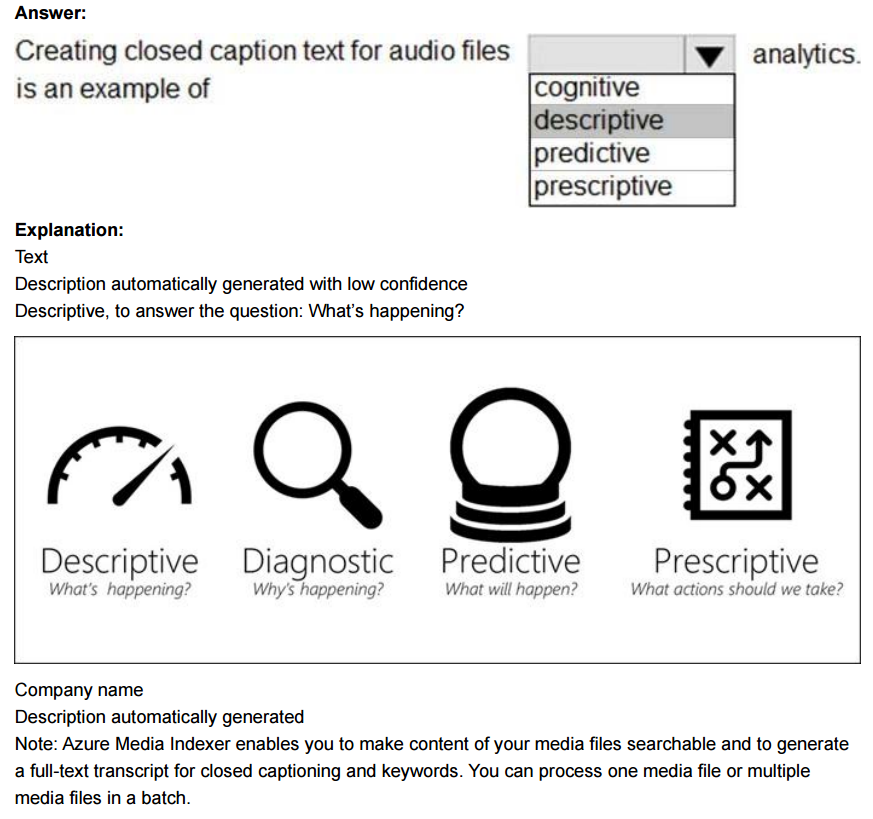 Answer:
Creating closed caption text for audio files
is an example of
analytics.
cognitive
descriptive
predictive
prescriptive
Explanation:
Text
Description automatically generated with low confidence
Descriptive, to answer the question: What’s happening?
Descriptive
What's happening?
Diagnostic
Why's happening?
Predictive
What will happen?
Prescriptive
What actions should we take?
Company name
Description automatically generated
Note: Azure Media Indexer enables you to make content of your media files searchable and to generate
a full-text transcript for closed captioning and keywords. You can process one media file or multiple
media files in a batch.